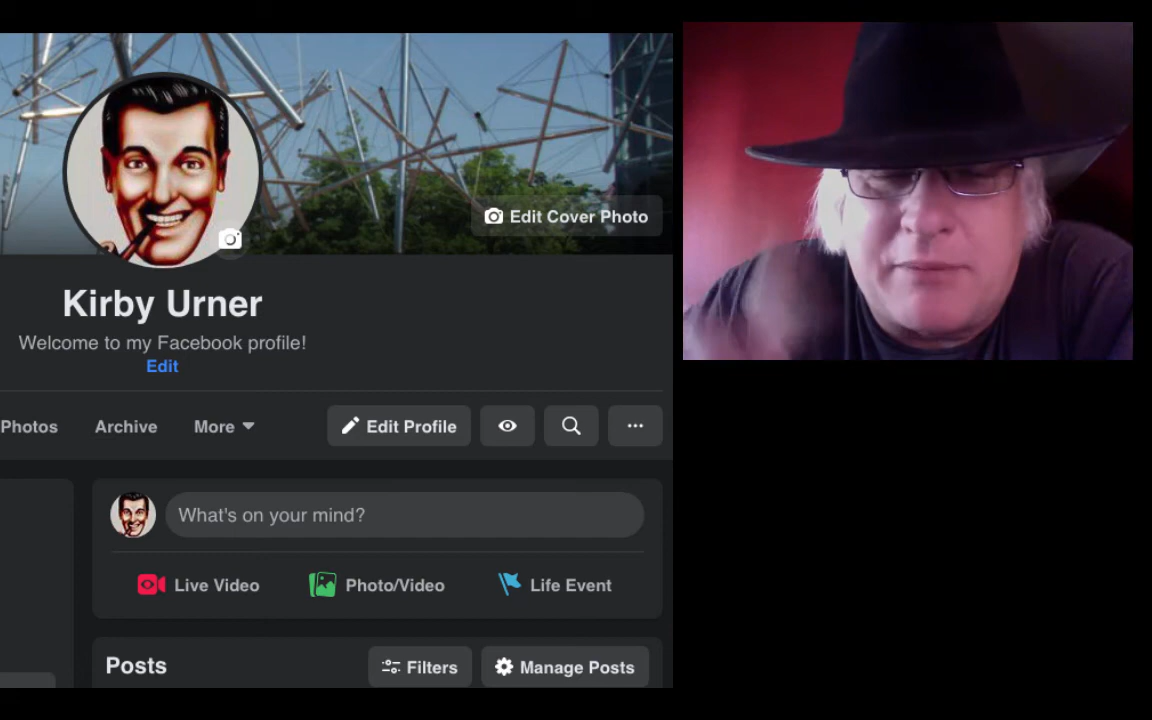 Edit Cover Photo
Kirby Urner
Welcome to my Facebook profile!
Edit
Photos Archive More Edit Profile
What's on your mind?
Live Video Photo/Video Life Event
Posts Filters Manage Posts